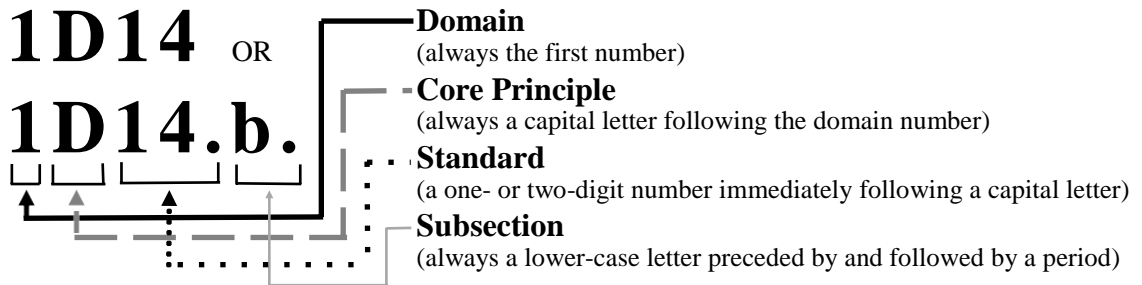 1D14 OR
1D14.b.
Domain
(always the first number)
Core Principle
(always a capital letter following the domain number)
Standard
(a one- or two-digit number immediately following a capital letter)
Subsection
(always a lower-case letter preceded by and followed by a period)